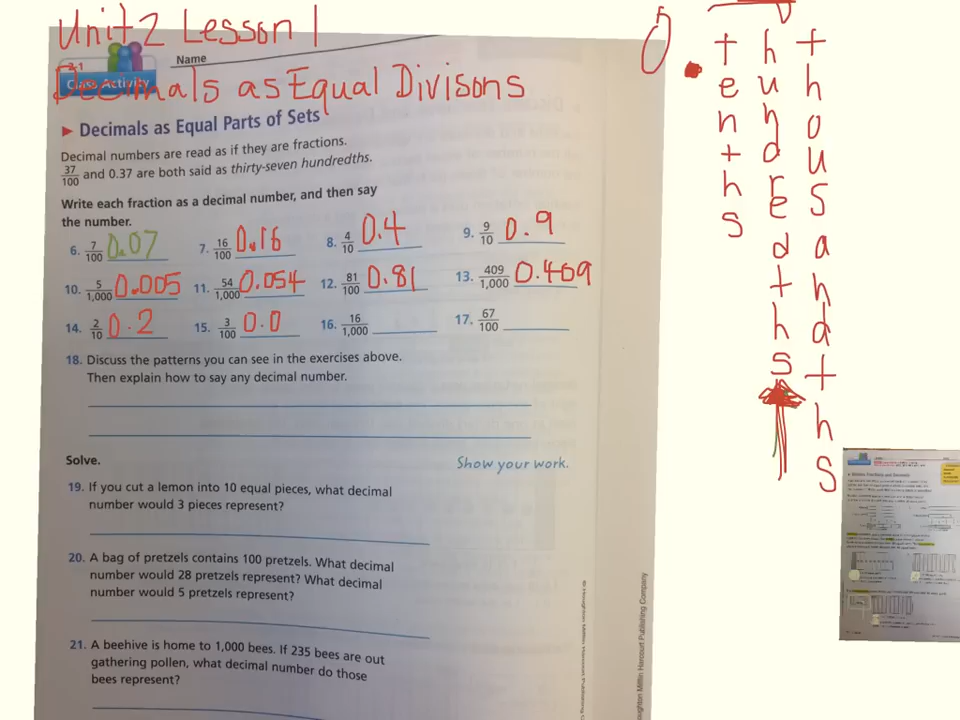 Unit 2 Lesson 1
2-1
Class Activity
Name
Decimals as Equal Divisons
► Decimals as Equal Parts of Sets
Decimal numbers are read as if they are fractions.
37/100 and 0.37 are both said as thirty-seven hundredths.
Write each fraction as a decimal number, and then say
the number.
6. 7/100 0.07 7. 16/100 0.16 8. 4/10 0.4 9. 9/10 0.9
10. 5/1,000 0.005 11. 54/1,000 0.054 12. 81/100 0.81 13. 409/1,000 0.409
14. 2/10 0.2 15. 3/100 0.0 16. 16/1,000 17. 67/100
18. Discuss the patterns you can see in the exercises above.
Then explain how to say any decimal number.
Solve.
Show your work.
19. If you cut a lemon into 10 equal pieces, what decimal
number would 3 pieces represent?
20. A bag of pretzels contains 100 pretzels. What decimal
number would 28 pretzels represent? What decimal
number would 5 pretzels represent?
21. A beehive is home to 1,000 bees. If 235 bees are out
gathering pollen, what decimal number do those
bees represent?
0.
tenths
hundredths
thousandths
© Houghton Mifflin Harcourt Publishing C
oughton Mifflin Harcourt Publishing Company